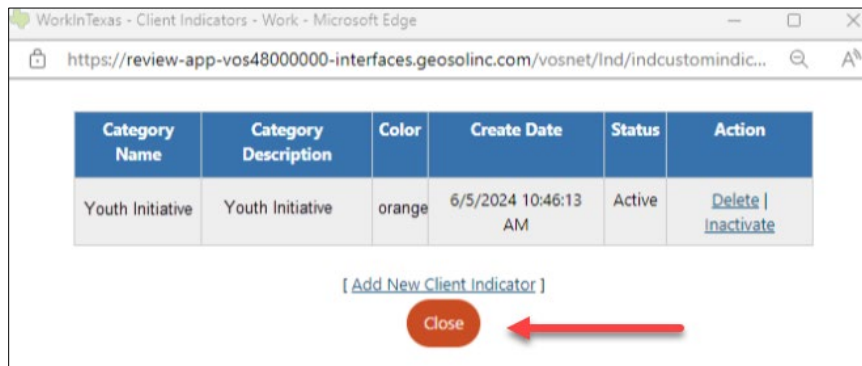 WorkInTexas - Client Indicators - Work - Microsoft Edge
https://review-app-vos48000000-interfaces.geosolinc.com/vosnet/Ind/indcustomindic...
Category Name Category Description Color Create Date Status Action
Youth Initiative Youth Initiative orange 6/5/2024 10:46:13 AM Active Delete | Inactivate
[ Add New Client Indicator ]
Close